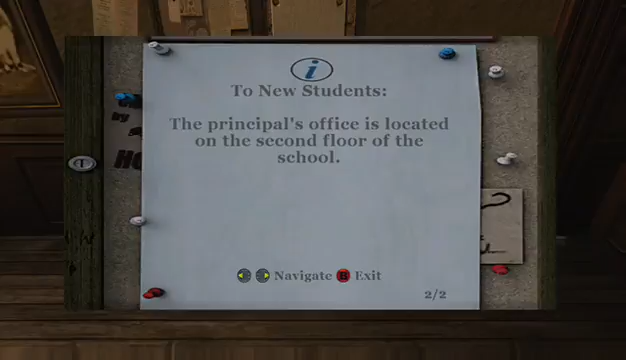 i
To New Students:
The principal's office is located
on the second floor of the
school.
Navigate B Exit
2/2